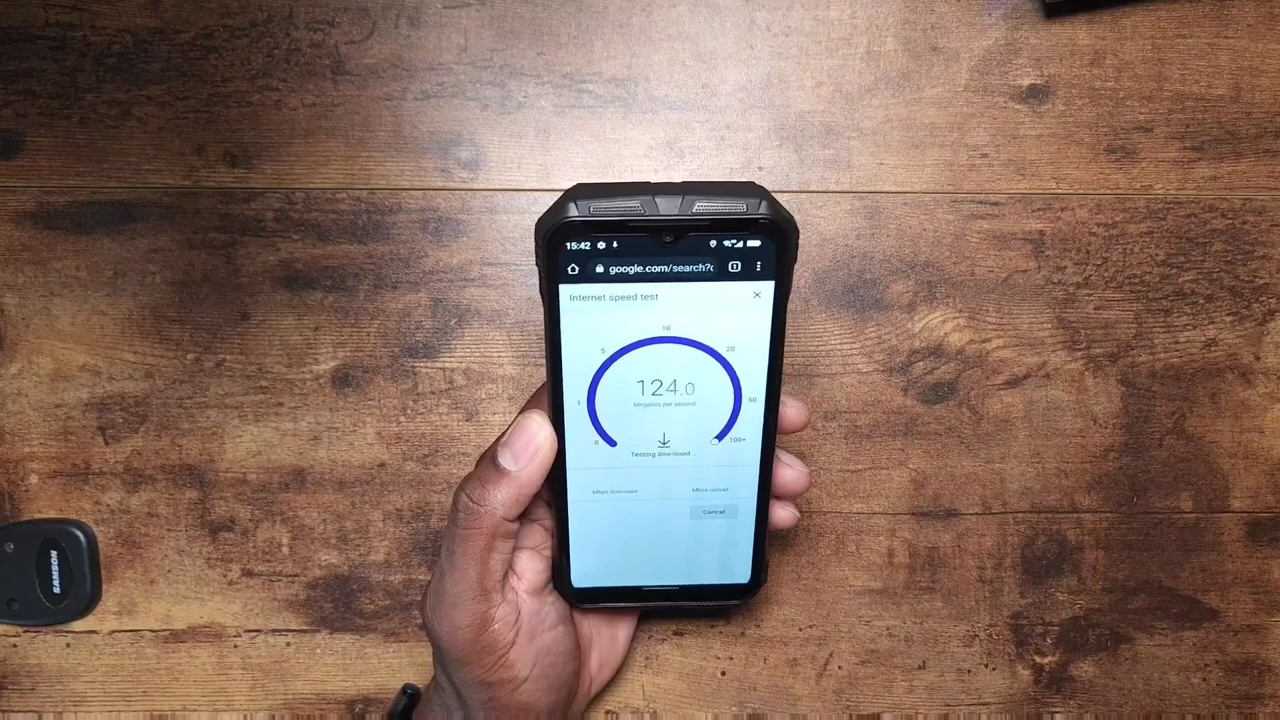 15:42
google.com/search?
1
Internet speed test
10
5
20
124.0
Megabits per second
1
50
0
100+
Testing download...
Mbps download
Mbps upload
Cancel
SAMSON